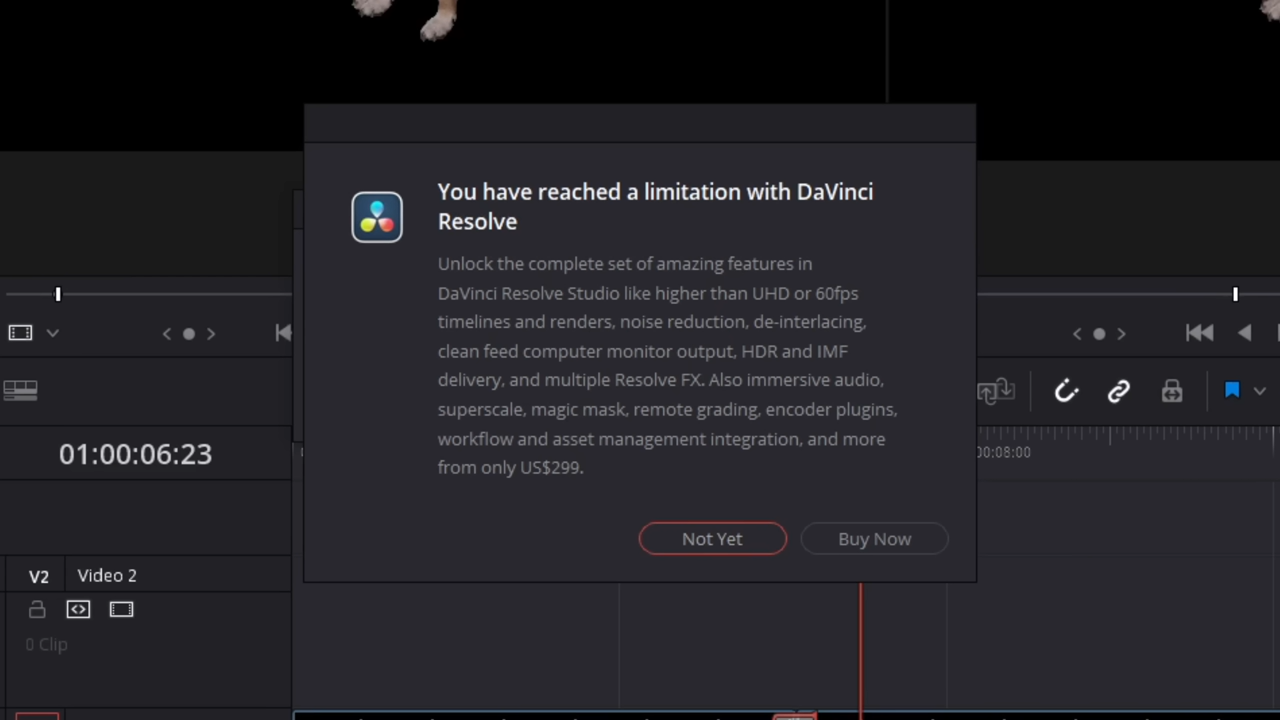 You have reached a limitation with DaVinci
Resolve
Unlock the complete set of amazing features in
DaVinci Resolve Studio like higher than UHD or 60fps
timelines and renders, noise reduction, de-interlacing,
clean feed computer monitor output, HDR and IMF
delivery, and multiple Resolve FX. Also immersive audio,
superscale, magic mask, remote grading, encoder plugins,
workflow and asset management integration, and more
from only US$299.
Not Yet
Buy Now
01:00:06:23
00:08:00
V2
Video 2
0 Clip